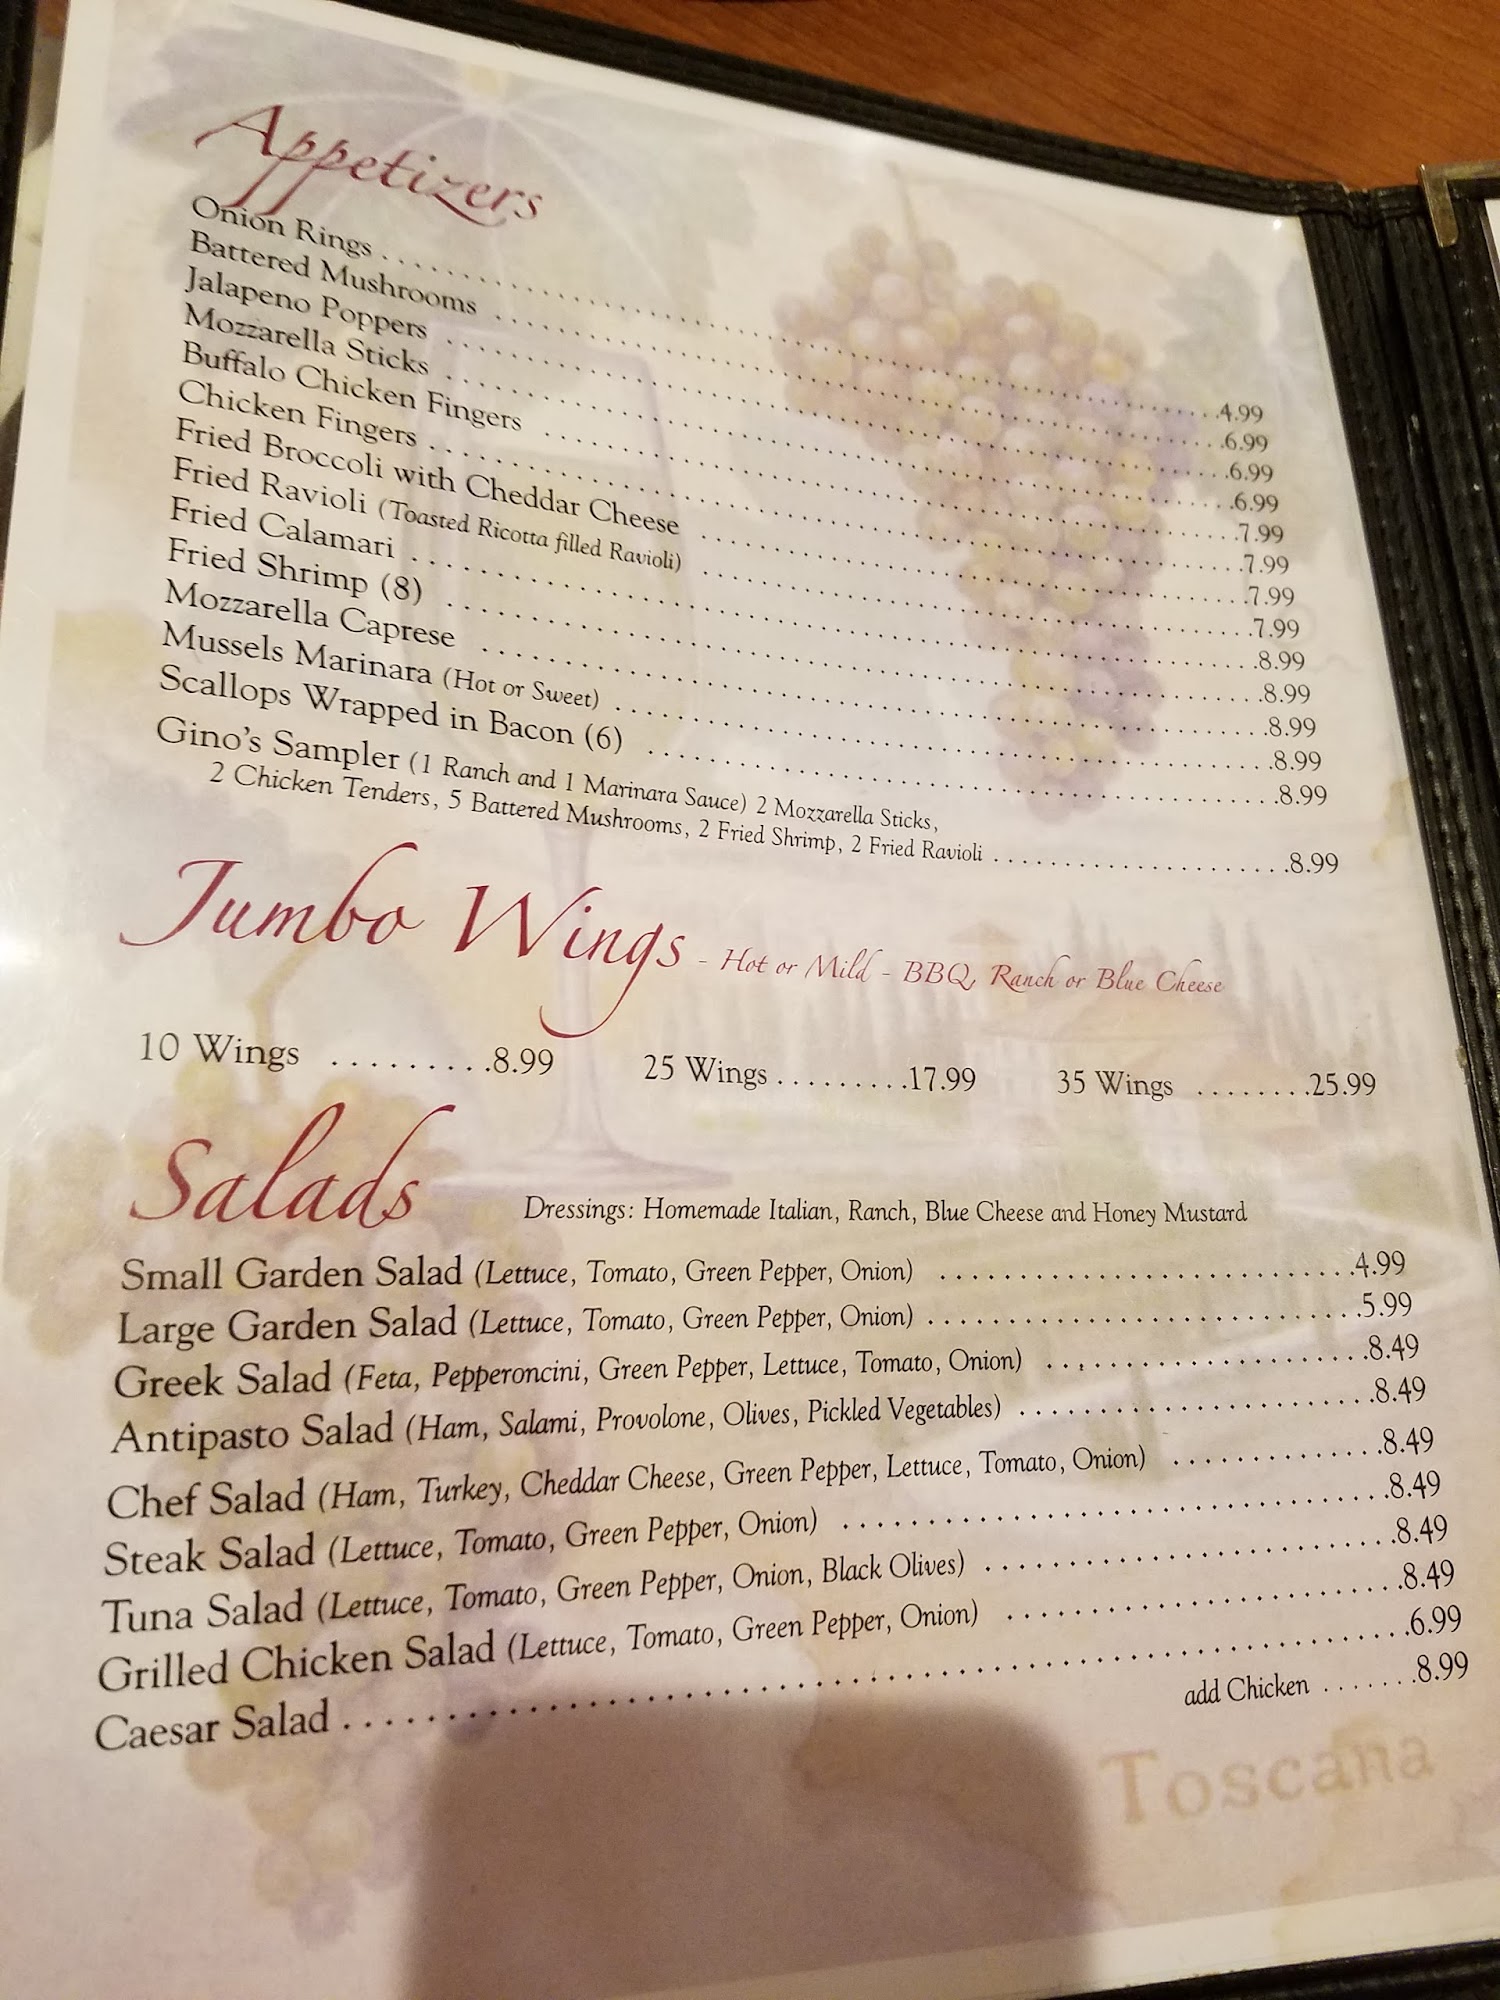 Appetizers
Onion Rings ........................ 4.99
Battered Mushrooms ........................ 6.99
Jalapeno Poppers ........................ 6.99
Mozzarella Sticks ........................ 6.99
Buffalo Chicken Fingers ........................ 7.99
Chicken Fingers ........................ 7.99
Fried Broccoli with Cheddar Cheese ........................ 7.99
Fried Ravioli (Toasted Ricotta filled Ravioli) ........................ 7.99
Fried Calamari ........................ 8.99
Fried Shrimp (8) ........................ 8.99
Mozzarella Caprese ........................ 8.99
Mussels Marinara (Hot or Sweet) ........................ 8.99
Scallops Wrapped in Bacon (6) ........................ 8.99
Gino's Sampler (1 Ranch and 1 Marinara Sauce) 2 Mozzarella Sticks,
2 Chicken Tenders, 5 Battered Mushrooms, 2 Fried Shrimp, 2 Fried Ravioli ........................ 8.99
Jumbo Wings - Hot or Mild - BBQ, Ranch or Blue Cheese
10 Wings .........8.99 25 Wings .........17.99 35 Wings ........25.99
Salads Dressings: Homemade Italian, Ranch, Blue Cheese and Honey Mustard
Small Garden Salad (Lettuce, Tomato, Green Pepper, Onion) ........................ 4.99
Large Garden Salad (Lettuce, Tomato, Green Pepper, Onion) ........................ 5.99
Greek Salad (Feta, Pepperoncini, Green Pepper, Lettuce, Tomato, Onion) ........................ 8.49
Antipasto Salad (Ham, Salami, Provolone, Olives, Pickled Vegetables) ........................ 8.49
Chef Salad (Ham, Turkey, Cheddar Cheese, Green Pepper, Lettuce, Tomato, Onion) ............. 8.49
Steak Salad (Lettuce, Tomato, Green Pepper, Onion) ........................ 8.49
Tuna Salad (Lettuce, Tomato, Green Pepper, Onion, Black Olives) ........................ 8.49
Grilled Chicken Salad (Lettuce, Tomato, Green Pepper, Onion) ........................ 8.49
Caesar Salad ........................ 6.99
add Chicken .......8.99
Toscana